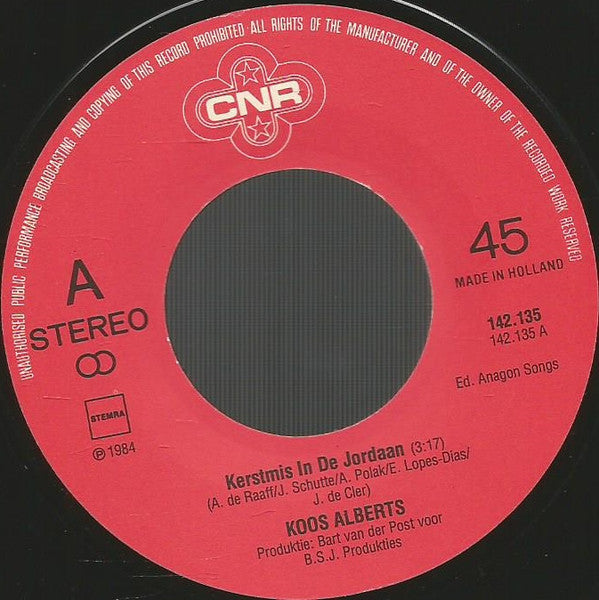 UNAUTHORISED PUBLIC PERFORMANCE BROADCASTING AND COPYING OF THIS RECORD PROHIBITED · ALL RIGHTS OF THE MANUFACTURER AND OF THE OWNER OF THE RECORDED WORK RESERVED
CNR
A
STEREO
45
MADE IN HOLLAND
142.135
142.135 A
Ed. Anagon Songs
STEMRA
℗ 1984
Kerstmis In De Jordaan (3:17)
(A. de Raaff/J. Schutte/A. Polak/E. Lopes-Dias/
J. de Cler)
KOOS ALBERTS
Produktie: Bart van der Post voor
B.S.J. Produkties